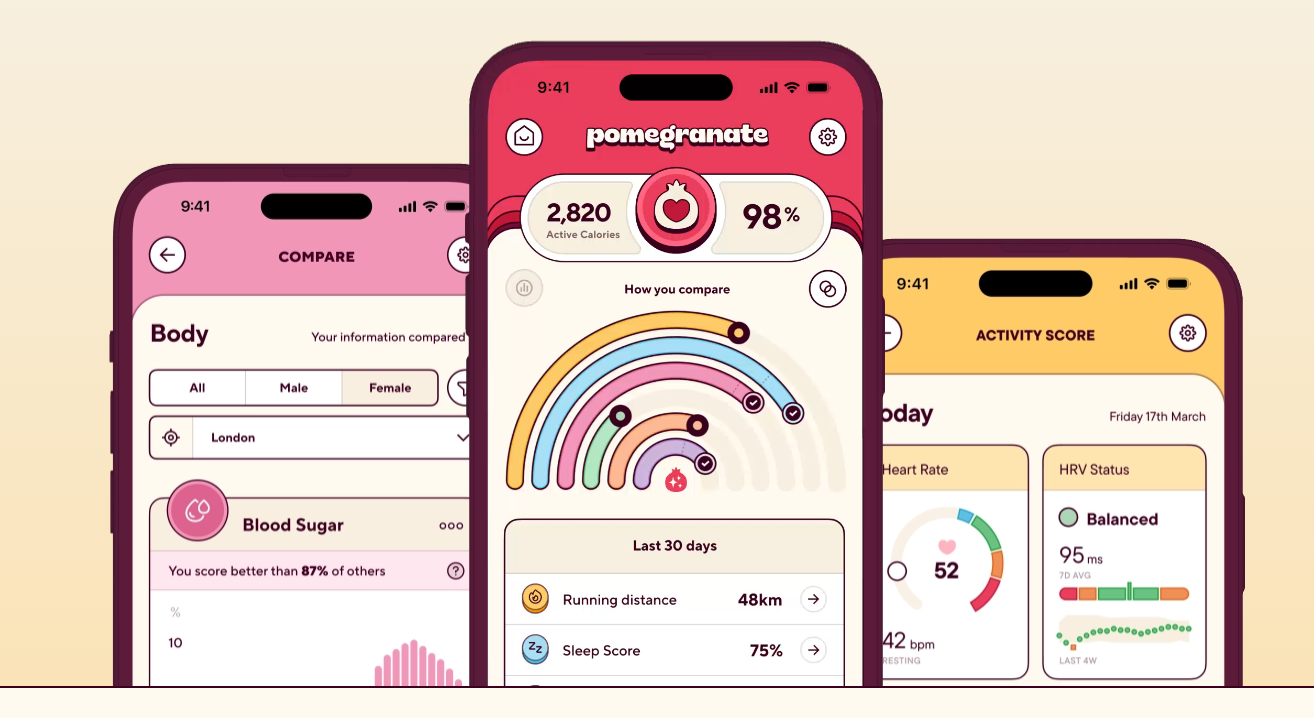 9:41
COMPARE
Body
Your information compared
All
Male
Female
London
Blood Sugar
You score better than 87% of others
?
%
10
9:41
pomegranate
2,820
Active Calories
98%
How you compare
Last 30 days
Running distance
48km
Sleep Score
75%
zz
9:41
ACTIVITY SCORE
oday
Friday 17th March
Heart Rate
52
42 bpm
RESTING
HRV Status
Balanced
95 ms
7D AVG
LAST 4W